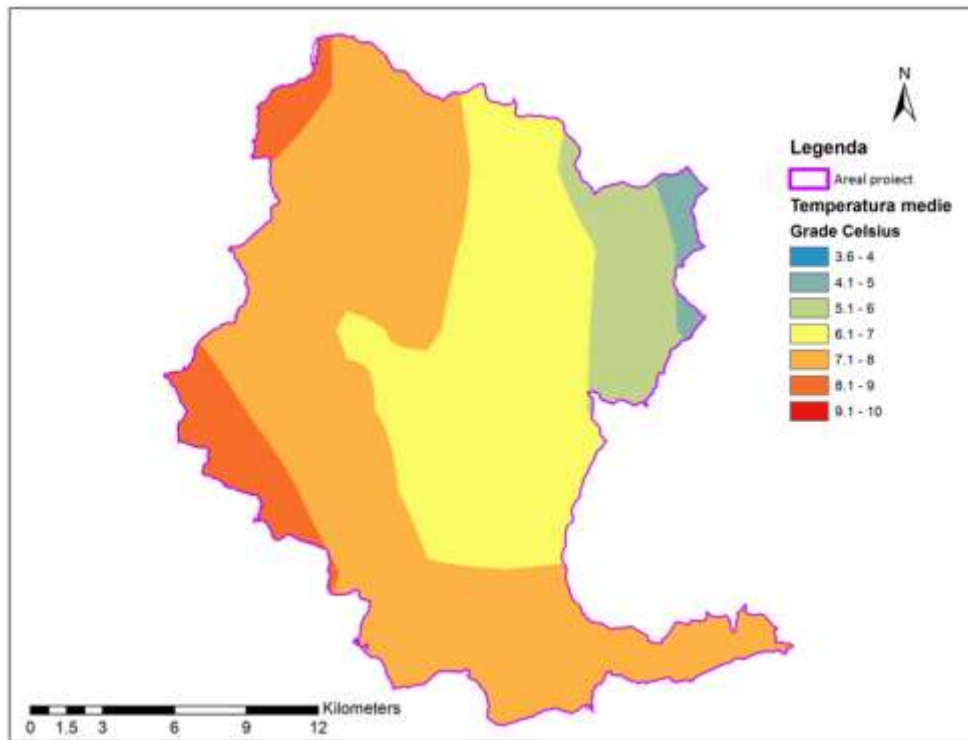 N
Legenda
Areal proiect
Temperatura medie
Grade Celsius
3.6 - 4
4.1 - 5
5.1 - 6
6.1 - 7
7.1 - 8
8.1 - 9
9.1 - 10
Kilometers
0 1.5 3 6 9 12